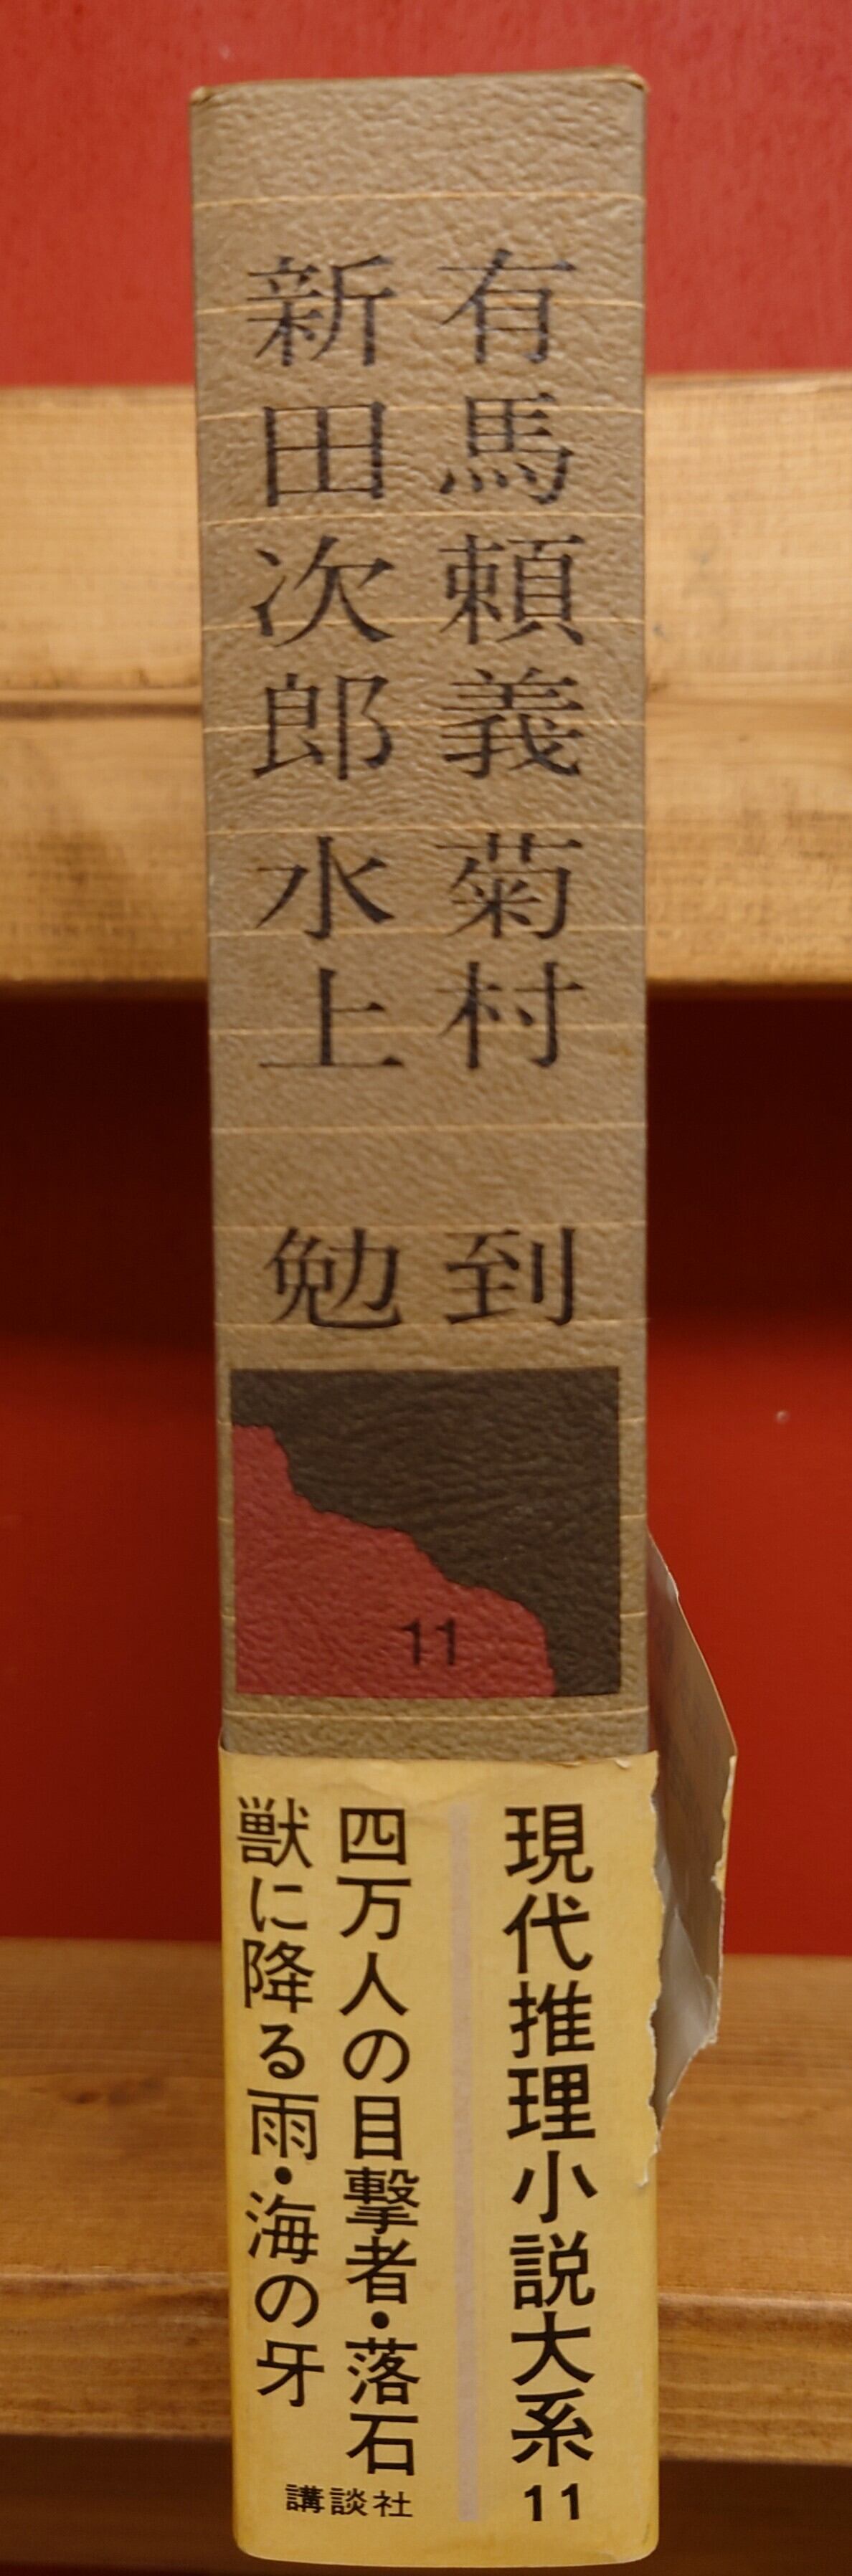 有馬頼義 菊村 到
新田次郎 水上 勉
11
現代推理小説大系 11
四万人の目撃者・落石
獣に降る雨・海の牙
講談社